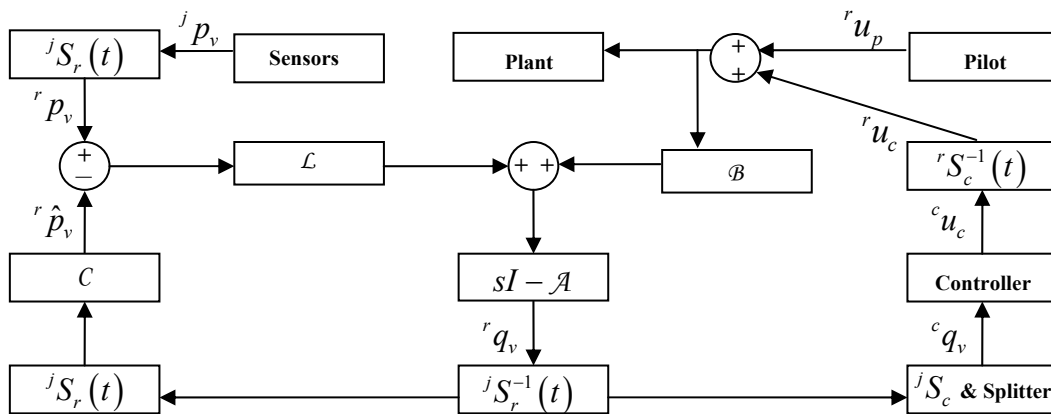 ʲp_v
ʲS_r(t)
Sensors
Plant
+
+
ʳu_p
Pilot
ʳp_v
ʳu_c
+
−
ℒ
+ +
ℬ
ʳS_c⁻¹(t)
ʳp̂_v
ᶜu_c
C
sI − 𝒜
Controller
ʳq_v
ᶜq_v
ʲS_r(t)
ʲS_r⁻¹(t)
ʲS_c & Splitter